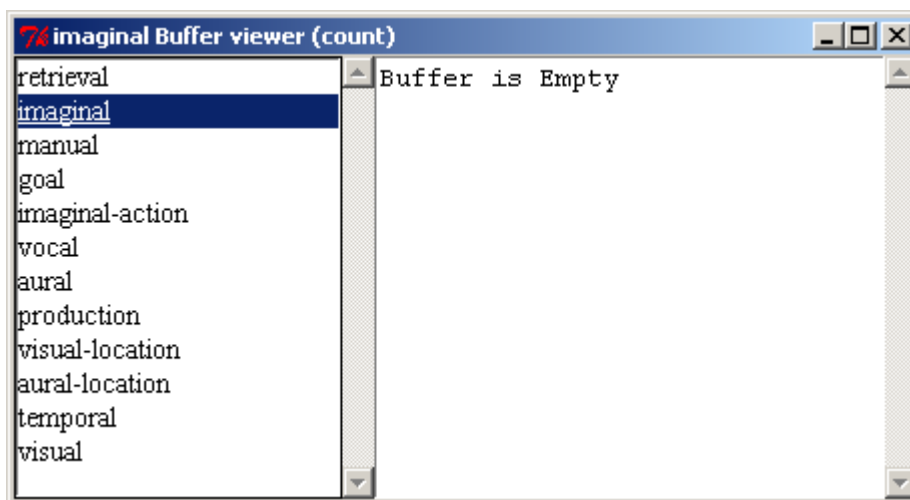 imaginal Buffer viewer (count)
retrieval
imaginal
manual
goal
imaginal-action
vocal
aural
production
visual-location
aural-location
temporal
visual
Buffer is Empty